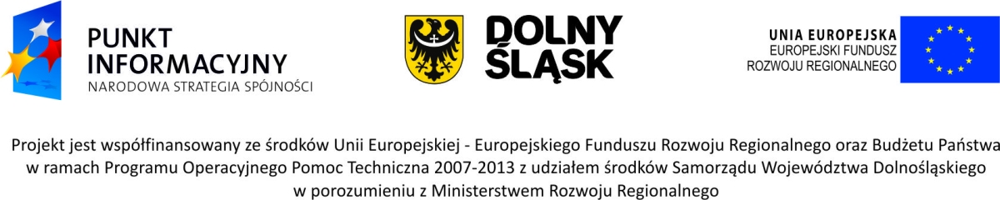 PUNKT
INFORMACYJNY
NARODOWA STRATEGIA SPÓJNOŚCI
DOLNY
ŚLĄSK
UNIA EUROPEJSKA
EUROPEJSKI FUNDUSZ
ROZWOJU REGIONALNEGO
Projekt jest współfinansowany ze środków Unii Europejskiej - Europejskiego Funduszu Rozwoju Regionalnego oraz Budżetu Państwa
w ramach Programu Operacyjnego Pomoc Techniczna 2007-2013 z udziałem środków Samorządu Województwa Dolnośląskiego
w porozumieniu z Ministerstwem Rozwoju Regionalnego